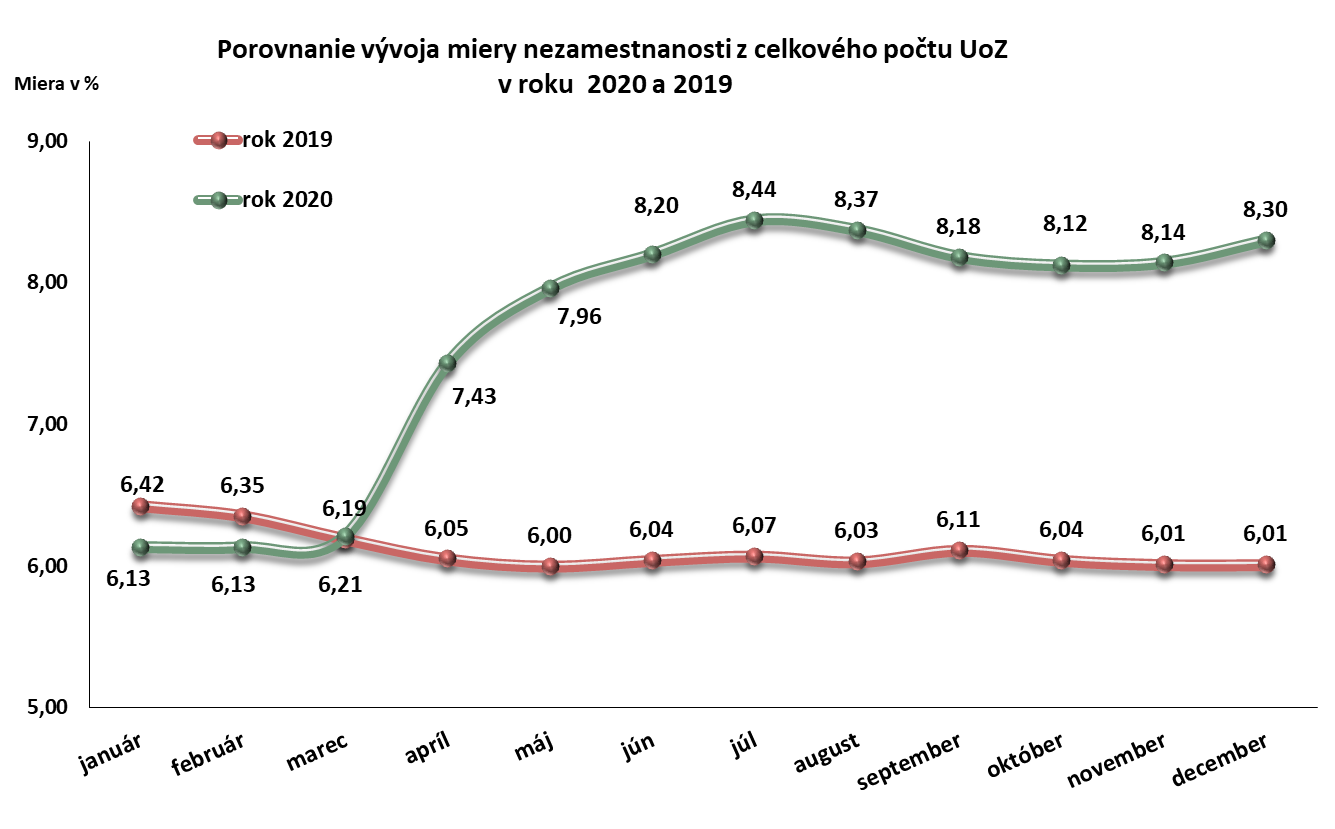 Porovnanie vývoja miery nezamestnanosti z celkového počtu UoZ
v roku  2020 a 2019
Miera v %
9,00
8,00
7,00
6,00
5,00
rok 2019
rok 2020
8,20
8,44
8,37
8,18
8,12
8,14
8,30
7,96
7,43
6,42
6,35
6,19
6,05
6,00
6,04
6,07
6,03
6,11
6,04
6,01
6,01
6,13
6,13
6,21
január
február
marec
apríl
máj
jún
júl
august
september
október
november
december